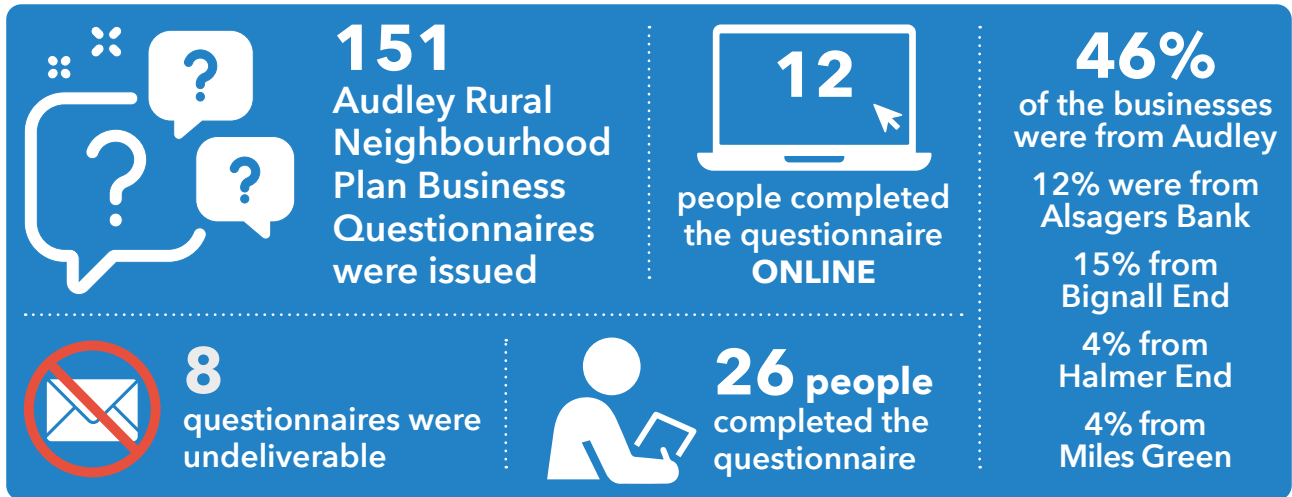 151
Audley Rural
Neighbourhood
Plan Business
Questionnaires
were issued
12
people completed
the questionnaire
ONLINE
46%
of the businesses
were from Audley
12% were from
Alsagers Bank
15% from
Bignall End
4% from
Halmer End
4% from
Miles Green
8
questionnaires were
undeliverable
26 people
completed the
questionnaire